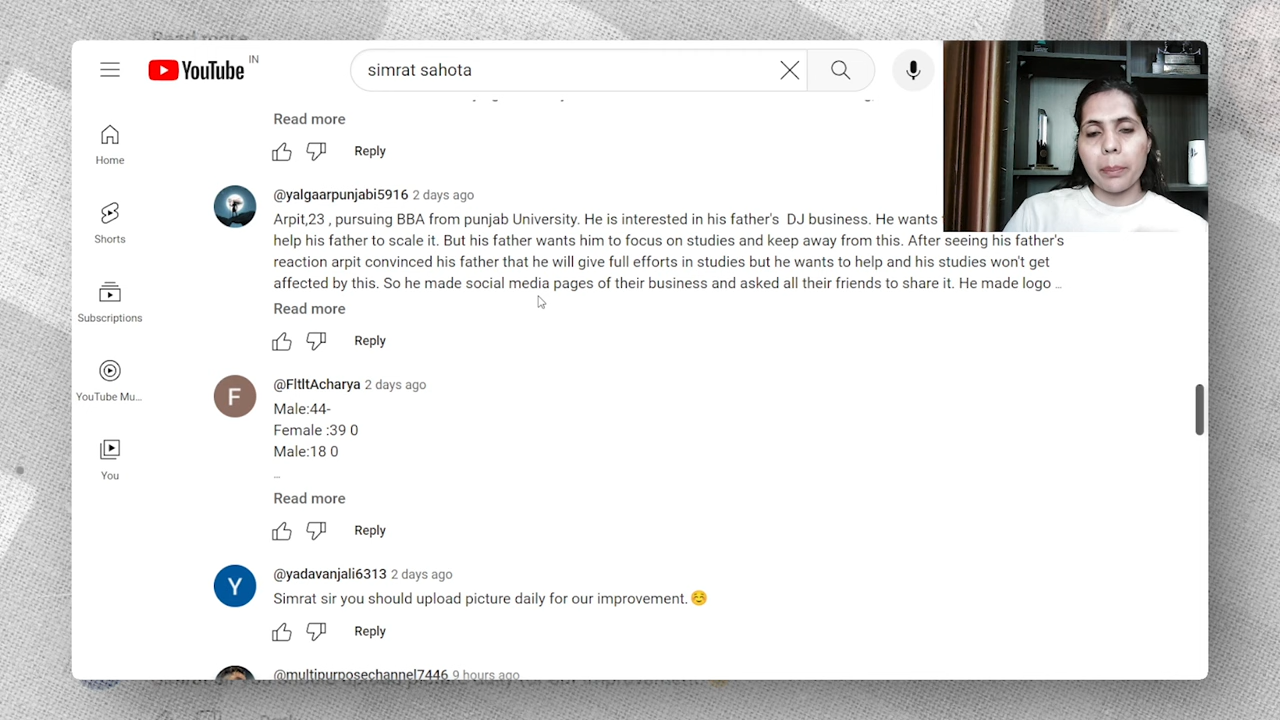 Read more
YouTube IN
simrat sahota
Home
Shorts
Subscriptions
YouTube Mu...
You
Read more
Reply
@yalgaarpunjabi5916 2 days ago
Arpit,23 , pursuing BBA from punjab University. He is interested in his father's DJ business. He wants
help his father to scale it. But his father wants him to focus on studies and keep away from this. After seeing his father's
reaction arpit convinced his father that he will give full efforts in studies but he wants to help and his studies won't get
affected by this. So he made social media pages of their business and asked all their friends to share it. He made logo ...
Read more
Reply
@FltltAcharya 2 days ago
Male:44-
Female :39 0
Male:18 0
...
Read more
Reply
@yadavanjali6313 2 days ago
Simrat sir you should upload picture daily for our improvement.☺️
Reply
@multipurposechannel7446 9 hours ago